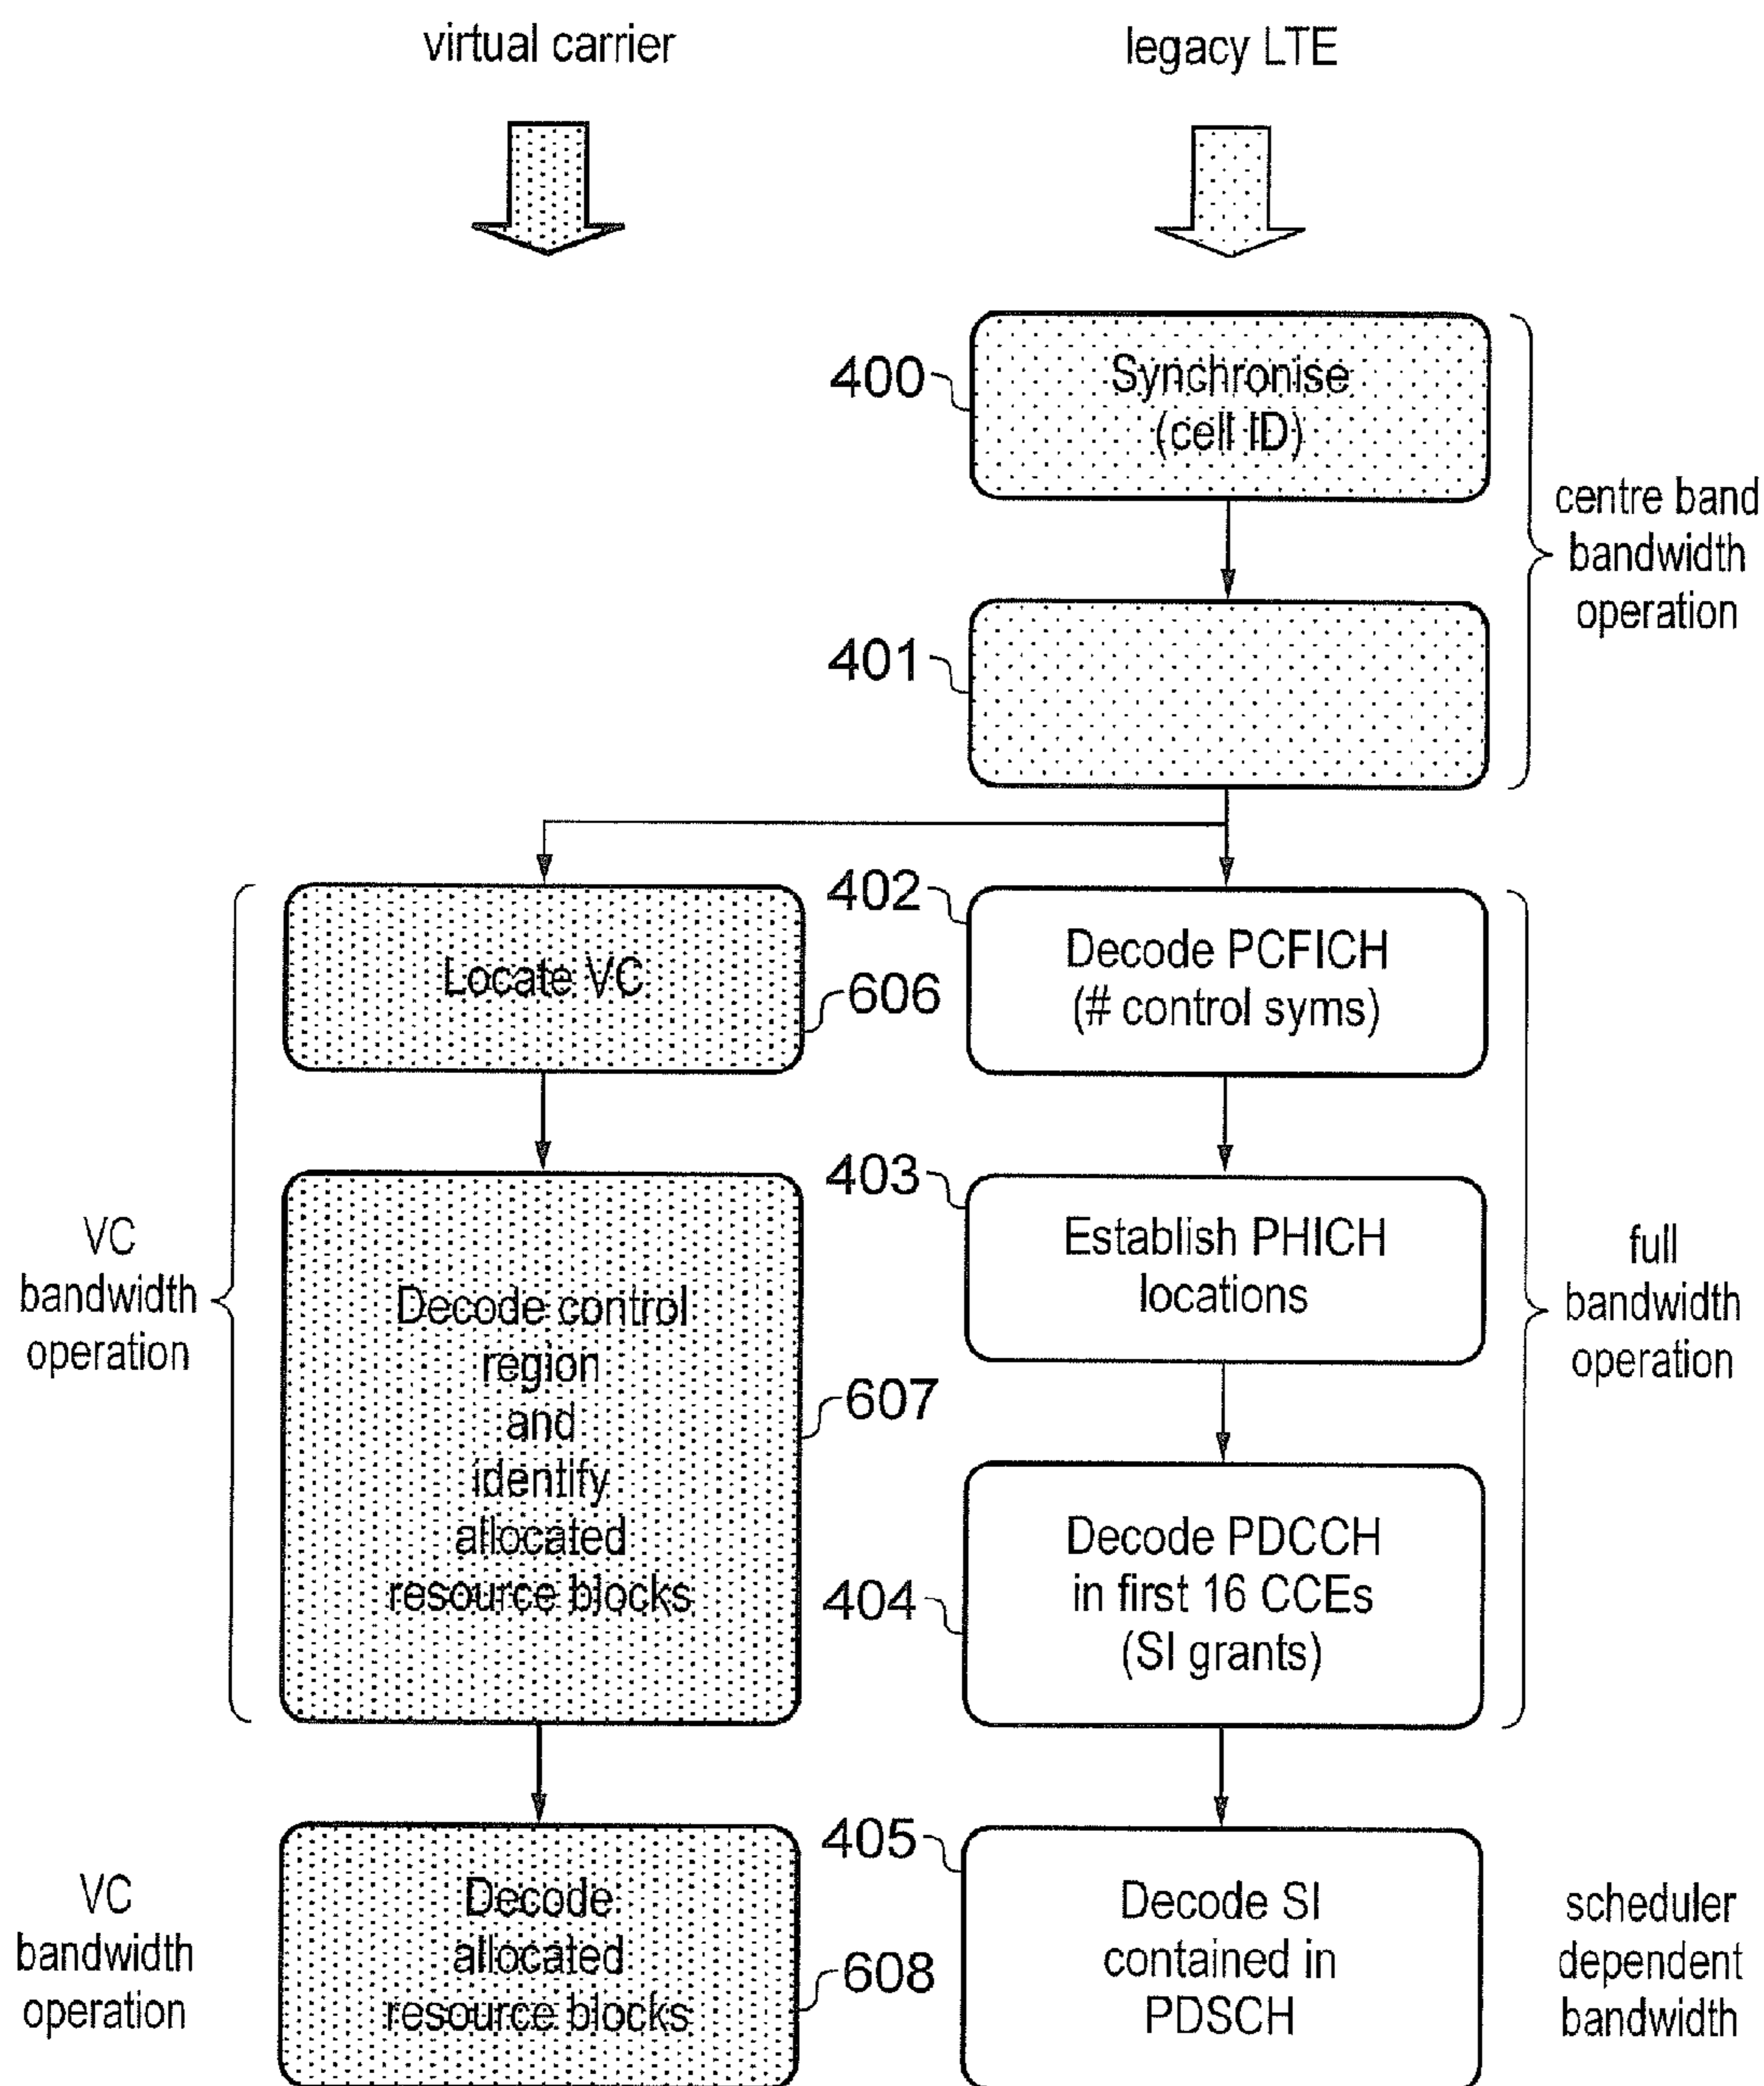 virtual carrier
legacy LTE
400
Synchronise
(cell ID)
centre band
bandwidth
operation
401
402
Decode PCFICH
(# control syms)
Locate VC
606
403
Establish PHICH
locations
VC
bandwidth
operation
Decode control
region
and
identify
allocated
resource blocks
607
full
bandwidth
operation
404
Decode PDCCH
in first 16 CCEs
(SI grants)
VC
bandwidth
operation
Decode
allocated
resource blocks
608
405
Decode SI
contained in
PDSCH
scheduler
dependent
bandwidth